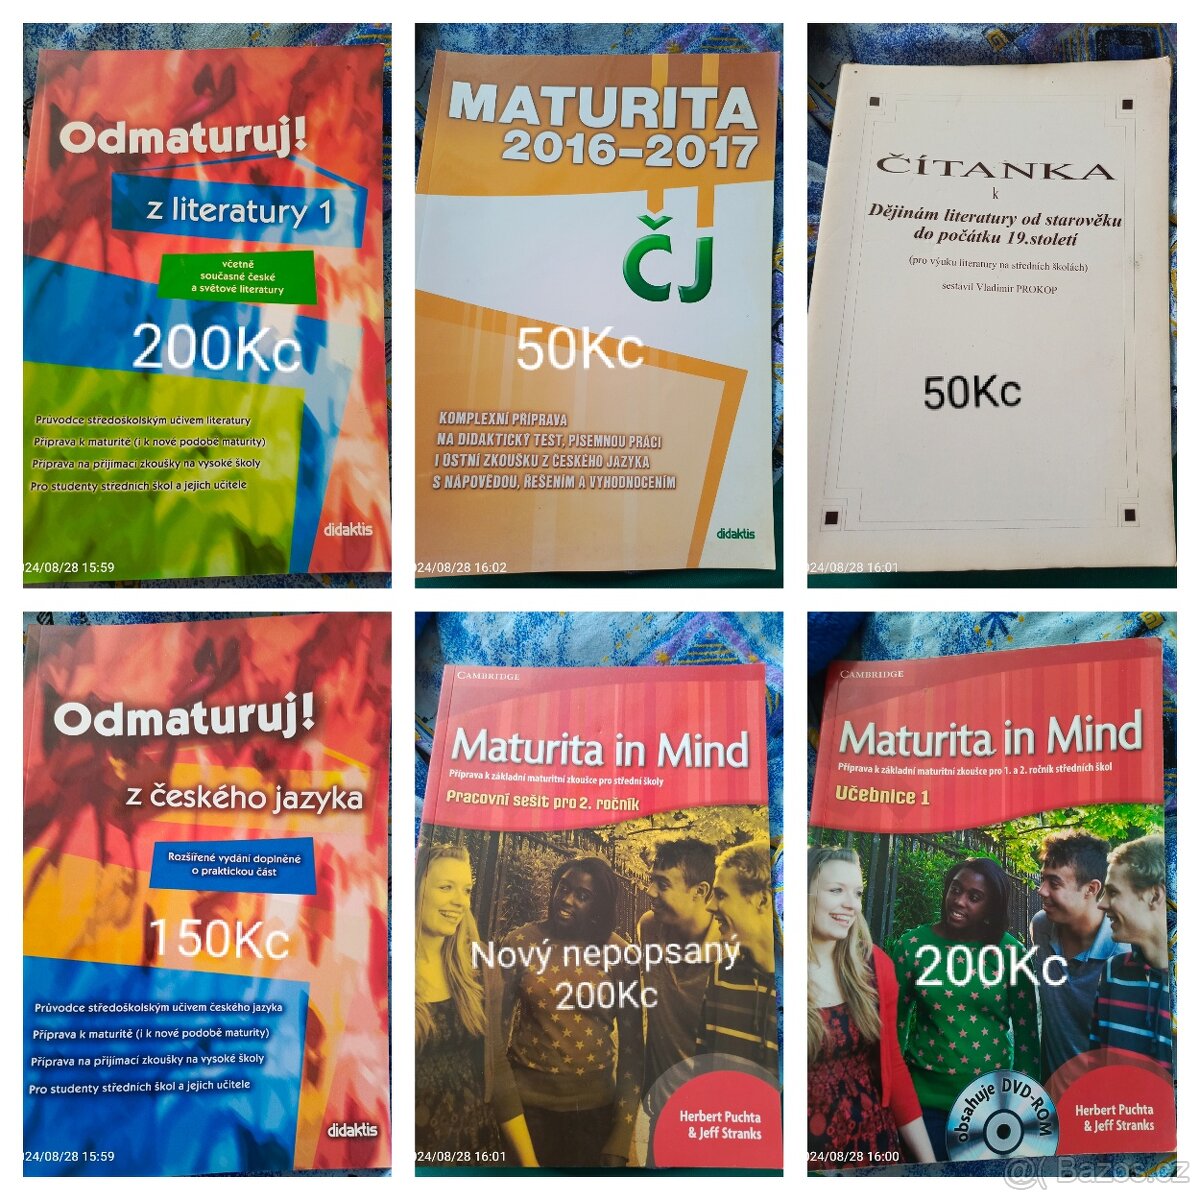 Odmaturuj!
z literatury 1
včetně
současné české
a světové literatury
200Kc
Průvodce středoškolským učivem literatury
Příprava k maturitě (i k nové podobě maturity)
Příprava na přijímací zkoušky na vysoké školy
Pro studenty středních škol a jejich učitele
didaktis
024/08/28 15:59
MATURITA
2016–2017
ČJ
50Kc
KOMPLEXNÍ PŘÍPRAVA
NA DIDAKTICKÝ TEST, PÍSEMNOU PRÁCI
I ÚSTNÍ ZKOUŠKU Z ČESKÉHO JAZYKA
S NÁPOVĚDOU, ŘEŠENÍM A VYHODNOCENÍM
didaktis
024/08/28 16:02
ČÍTANKA
k
Dějinám literatury od starověku
do počátku 19.století
(pro výuku literatury na středních školách)
sestavil Vladimír PROKOP
50Kc
024/08/28 16:01
Odmaturuj!
z českého jazyka
Rozšířené vydání doplněné
o praktickou část
150Kc
Průvodce středoškolským učivem českého jazyka
Příprava k maturitě (i k nové podobě maturity)
Příprava na přijímací zkoušky na vysoké školy
Pro studenty středních škol a jejich učitele
didaktis
024/08/28 15:59
CAMBRIDGE
Maturita in Mind
Příprava k základní maturitní zkoušce pro střední školy
Pracovní sešit pro 2. ročník
Nový nepopsaný
200Kc
Herbert Puchta
& Jeff Stranks
024/08/28 16:01
CAMBRIDGE
Maturita in Mind
Příprava k základní maturitní zkoušce pro 1. a 2. ročník středních škol
Učebnice 1
200Kc
obsahuje DVD-ROM
Herbert Puchta
& Jeff Stranks
024/08/28 16:00
Bazos.cz